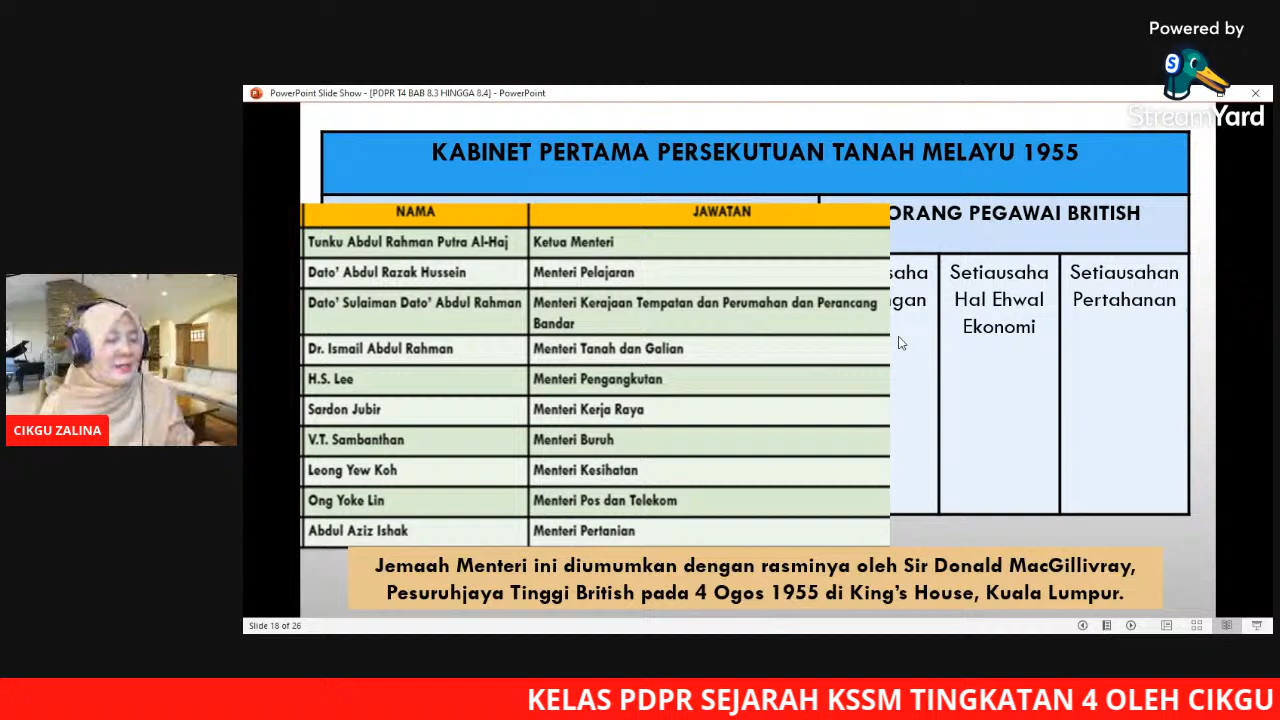 Powered by
StreamYard
PowerPoint Slide Show - [PDPR T4 BAB 8.3 HINGGA 8.4] - PowerPoint
KABINET PERTAMA PERSEKUTUAN TANAH MELAYU 1955
NAMA JAWATAN
ORANG PEGAWAI BRITISH
Tunku Abdul Rahman Putra Al-Haj Ketua Menteri
Dato' Abdul Razak Hussein Menteri Pelajaran
Dato' Sulaiman Dato' Abdul Rahman Menteri Kerajaan Tempatan dan Perumahan dan Perancang
Bandar
Dr. Ismail Abdul Rahman Menteri Tanah dan Galian
H.S. Lee Menteri Pengangkutan
Sardon Jubir Menteri Kerja Raya
V.T. Sambanthan Menteri Buruh
Leong Yew Koh Menteri Kesihatan
Ong Yoke Lin Menteri Pos dan Telekom
Abdul Aziz Ishak Menteri Pertanian
Setiausaha
Hal Ehwal
Ekonomi
Setiausahan
Pertahanan
Jemaah Menteri ini diumumkan dengan rasminya oleh Sir Donald MacGillivray,
Pesuruhjaya Tinggi British pada 4 Ogos 1955 di King's House, Kuala Lumpur.
Slide 18 of 26
CIKGU ZALINA
KELAS PDPR SEJARAH KSSM TINGKATAN 4 OLEH CIKGU